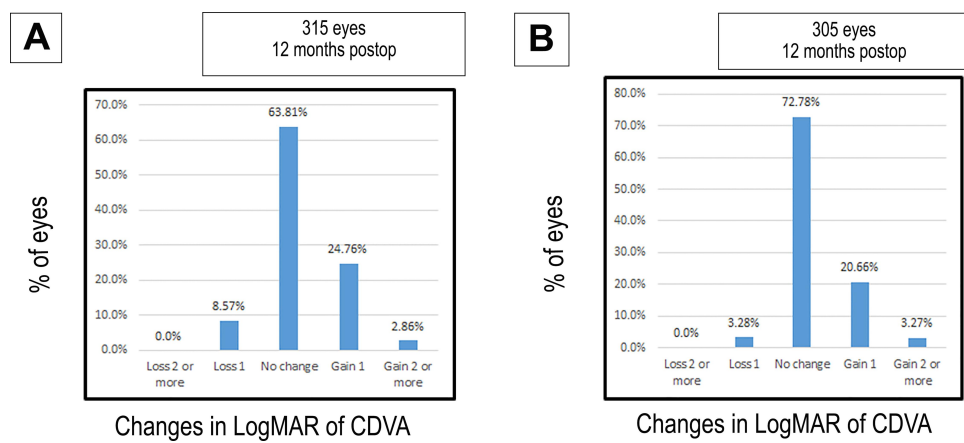 A
315 eyes
12 months postop
% of eyes
70.0%
60.0%
50.0%
40.0%
30.0%
20.0%
10.0%
0.0%
0.0%
8.57%
63.81%
24.76%
2.86%
Loss 2 or
more
Loss 1
No change
Gain 1
Gain 2 or
more
Changes in LogMAR of CDVA
B
305 eyes
12 months postop
% of eyes
80.0%
70.0%
60.0%
50.0%
40.0%
30.0%
20.0%
10.0%
0.0%
0.0%
3.28%
72.78%
20.66%
3.27%
Loss 2 or
more
Loss 1
No change
Gain 1
Gain 2 or
more
Changes in LogMAR of CDVA